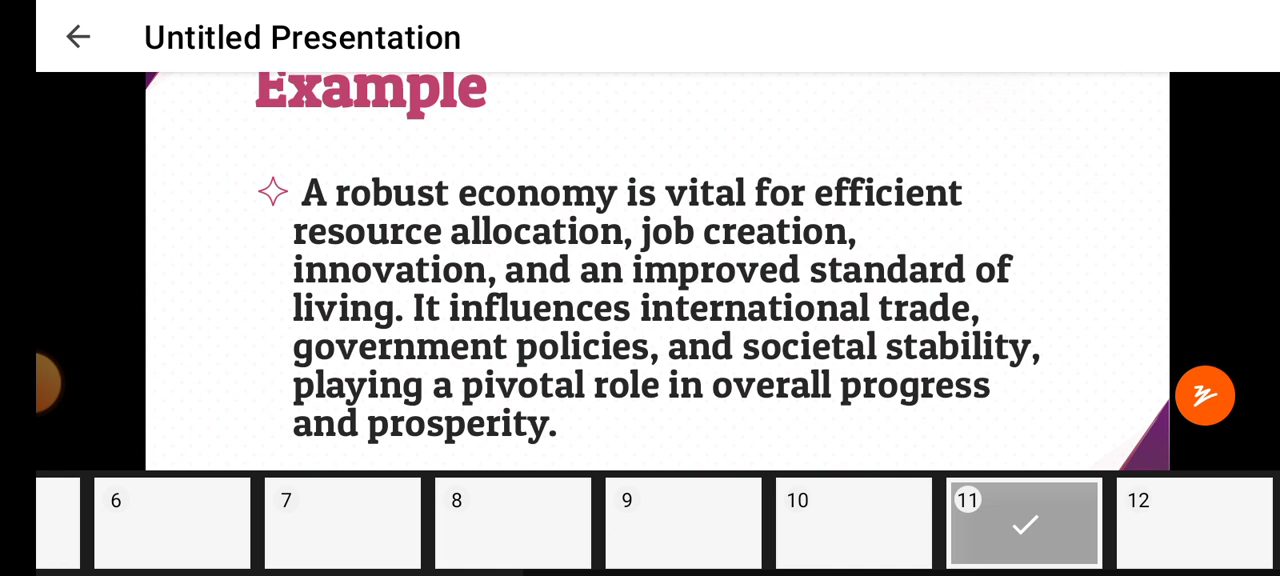 Untitled Presentation
Example
A robust economy is vital for efficient
resource allocation, job creation,
innovation, and an improved standard of
living. It influences international trade,
government policies, and societal stability,
playing a pivotal role in overall progress
and prosperity.
6 7 8 9 10 11 12